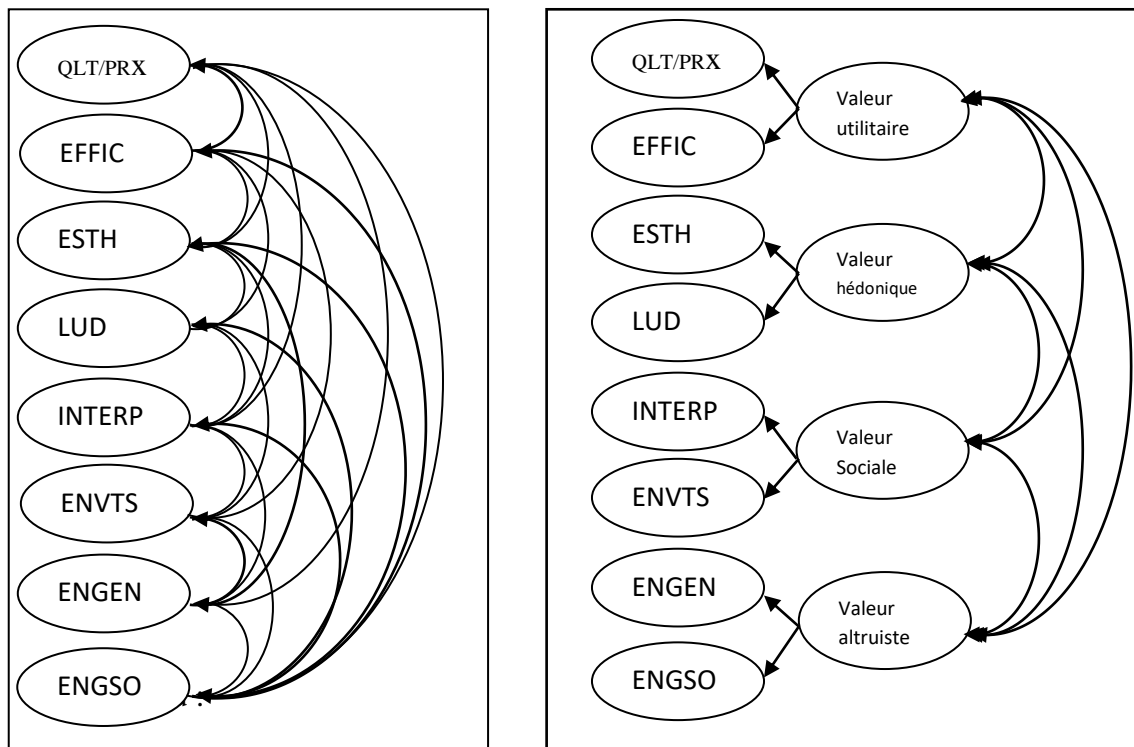 QLT/PRX
EFFIC
ESTH
LUD
INTERP
ENVTS
ENGEN
ENGSO
QLT/PRX
EFFIC
ESTH
LUD
INTERP
ENVTS
ENGEN
ENGSO
Valeur
utilitaire
Valeur
hédonique
Valeur
Sociale
Valeur
altruiste